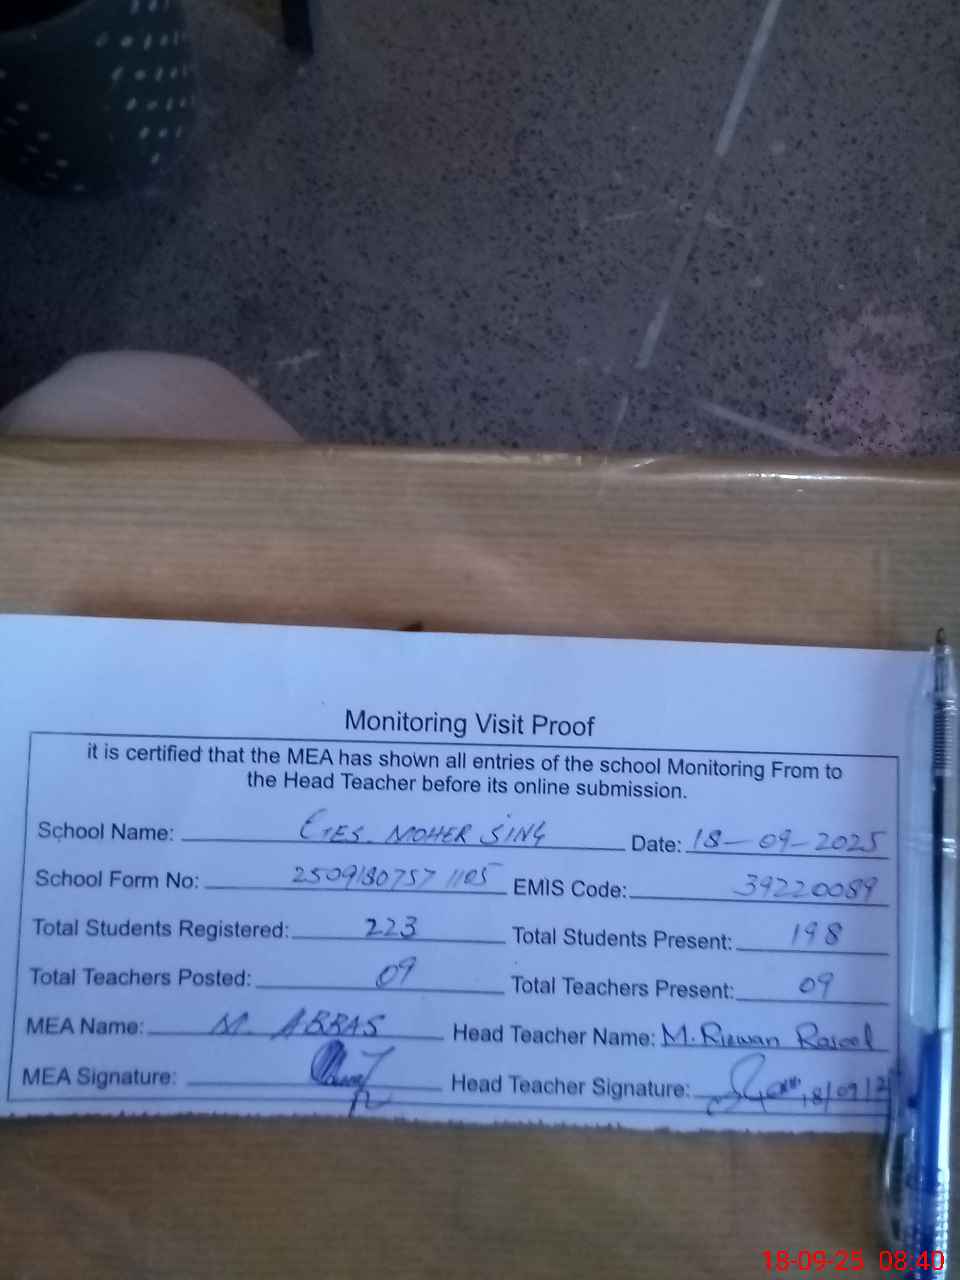 Monitoring Visit Proof
it is certified that the MEA has shown all entries of the school Monitoring From to
the Head Teacher before its online submission.
School Name: GES. MOHER SING Date: 18-09-2025
School Form No: 2509180757 1105 EMIS Code: 39220089
Total Students Registered: 223 Total Students Present: 198
Total Teachers Posted: 09 Total Teachers Present: 09
MEA Name: M. ABBAS Head Teacher Name: M. Rizwan Rasool
MEA Signature: Head Teacher Signature: 18/09/2
18-09-25 08:40